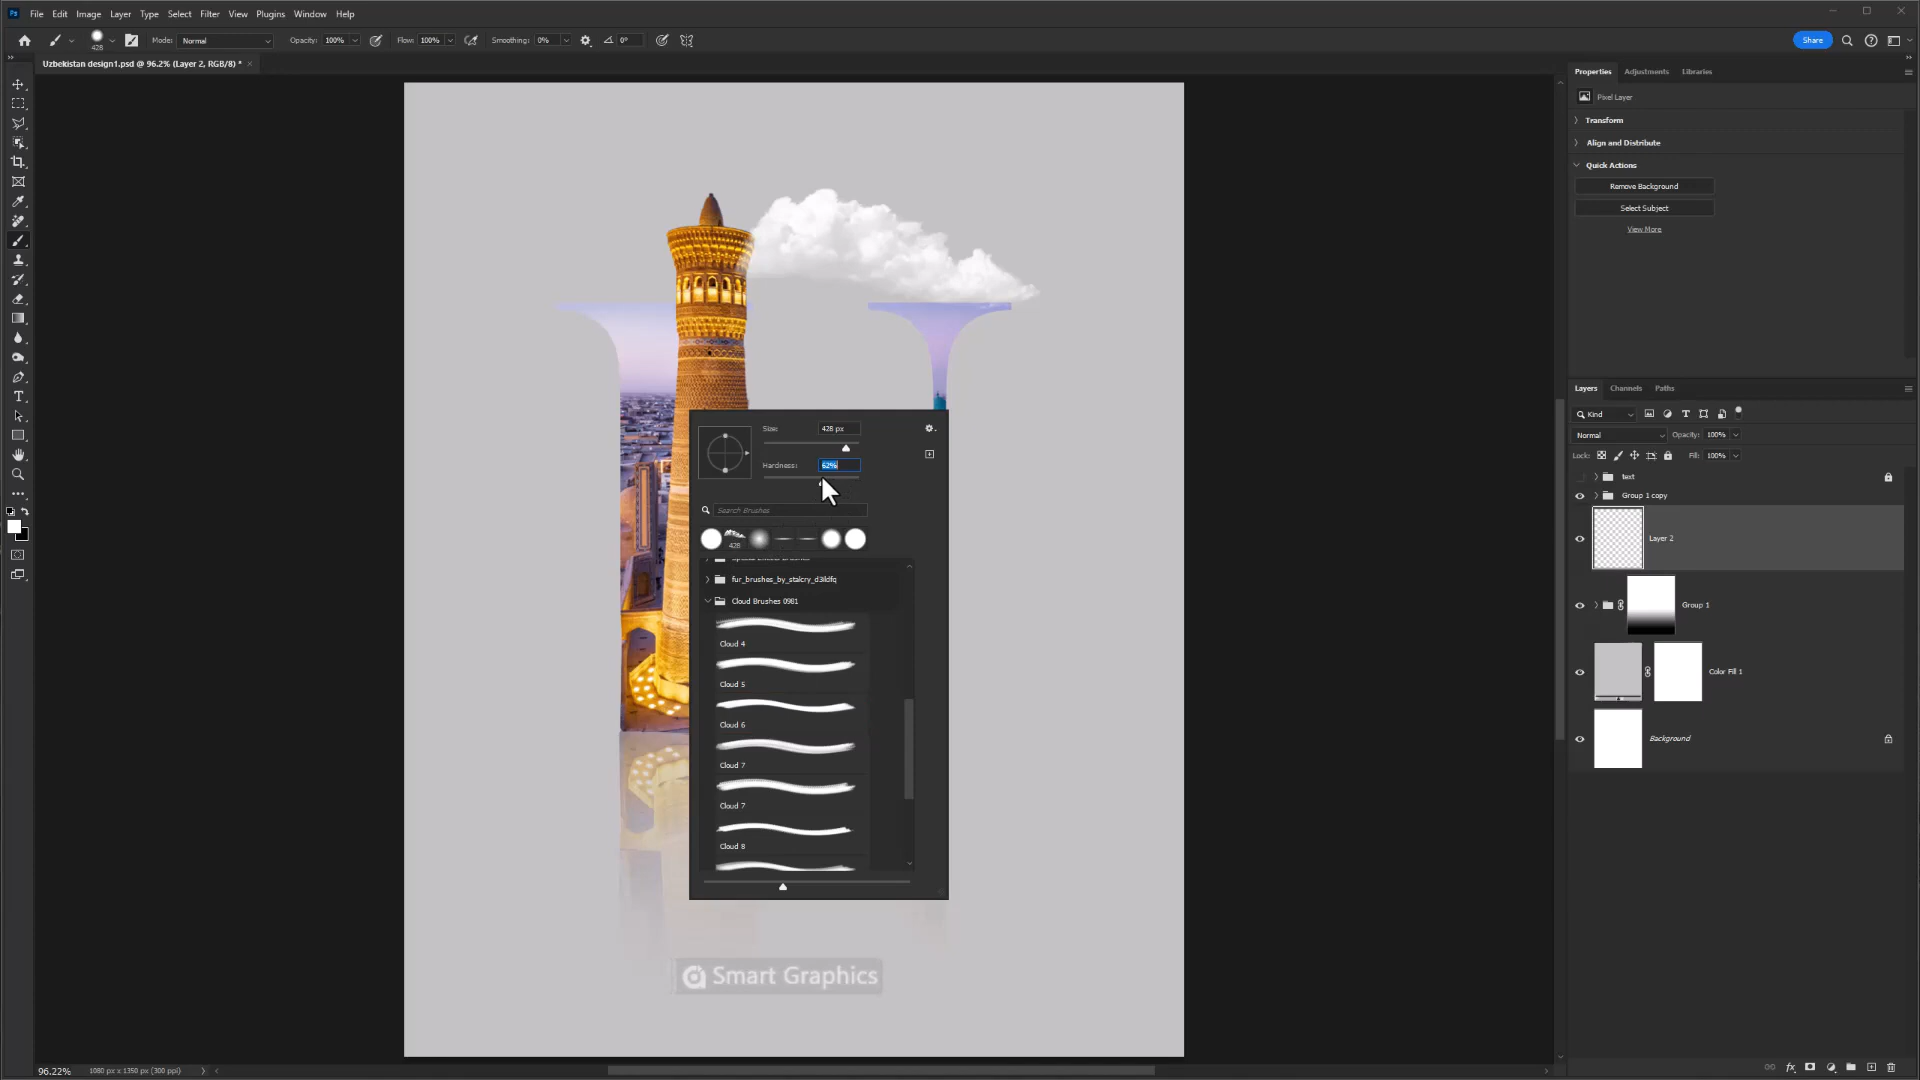 Ps File Edit Image Layer Type Select Filter View Plugins Window Help
428 Mode: Normal Opacity: 100% Flow: 100% Smoothing: 0% 0° Share
Uzbekistan design1.psd @ 96.2% (Layer 2, RGB/8) * ×
Properties Adjustments Libraries
Pixel Layer
Transform
Align and Distribute
Quick Actions
Remove Background
Select Subject
View More
Size: 428 px
Hardness: 62%
Search Brushes
428
fur_brushes_by_stalcry_d3ildfq
Cloud Brushes 0981
Cloud 4
Cloud 5
Cloud 6
Cloud 7
Cloud 7
Cloud 8
Smart Graphics
Layers Channels Paths
Kind
Normal Opacity: 100%
Lock: Fill: 100%
text
Group 1 copy
Layer 2
Group 1
Color Fill 1
Background
96.22% 1080 px x 1350 px (300 ppi)
fx